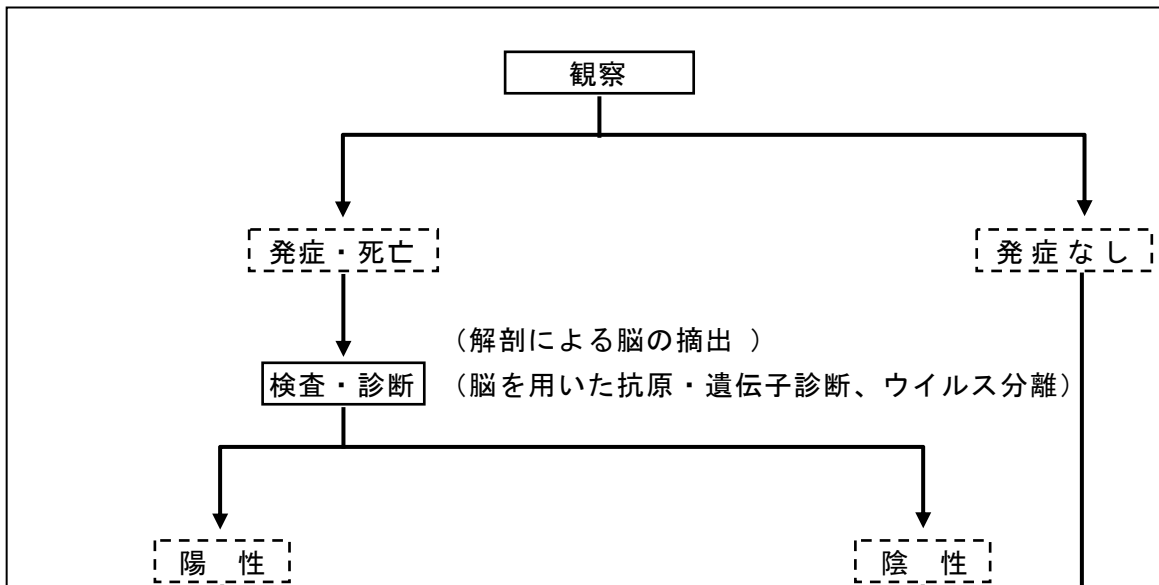 観察
発症・死亡
発症なし
（解剖による脳の摘出 ）
検査・診断
（脳を用いた抗原・遺伝子診断、ウイルス分離）
陽 性
陰 性